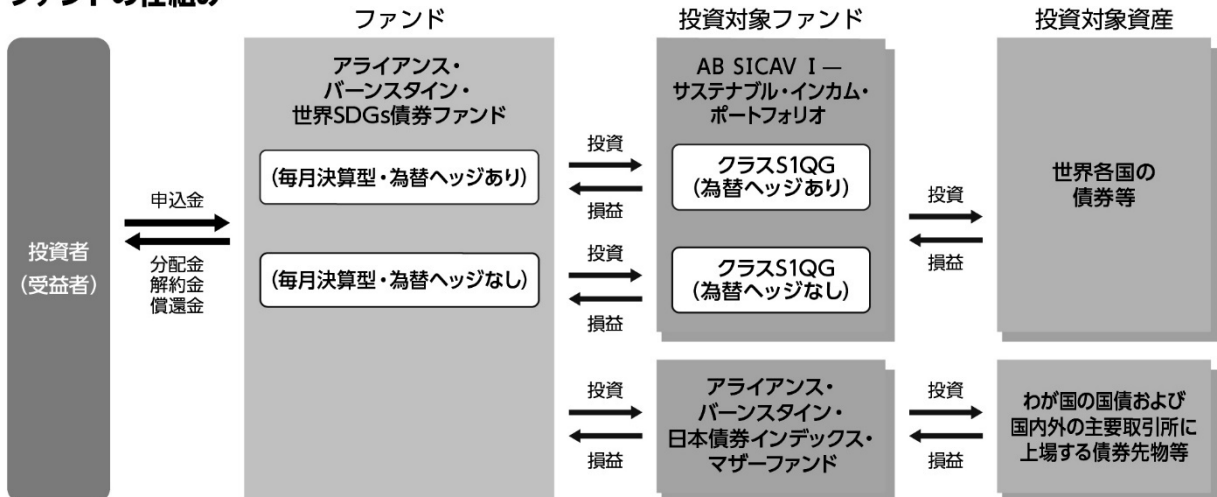 ファンドの仕組み
ファンド
投資対象ファンド
投資対象資産
投資者
(受益者)
申込金
分配金
解約金
償還金
アライアンス・
バーンスタイン・
世界SDGs債券ファンド
(毎月決算型・為替ヘッジあり)
(毎月決算型・為替ヘッジなし)
投資
損益
投資
損益
投資
損益
AB SICAV I —
サステナブル・インカム・
ポートフォリオ
クラスS1QG
(為替ヘッジあり)
クラスS1QG
(為替ヘッジなし)
アライアンス・
バーンスタイン・
日本債券インデックス・
マザーファンド
投資
損益
投資
損益
世界各国の
債券等
わが国の国債および
国内外の主要取引所に
上場する債券先物等